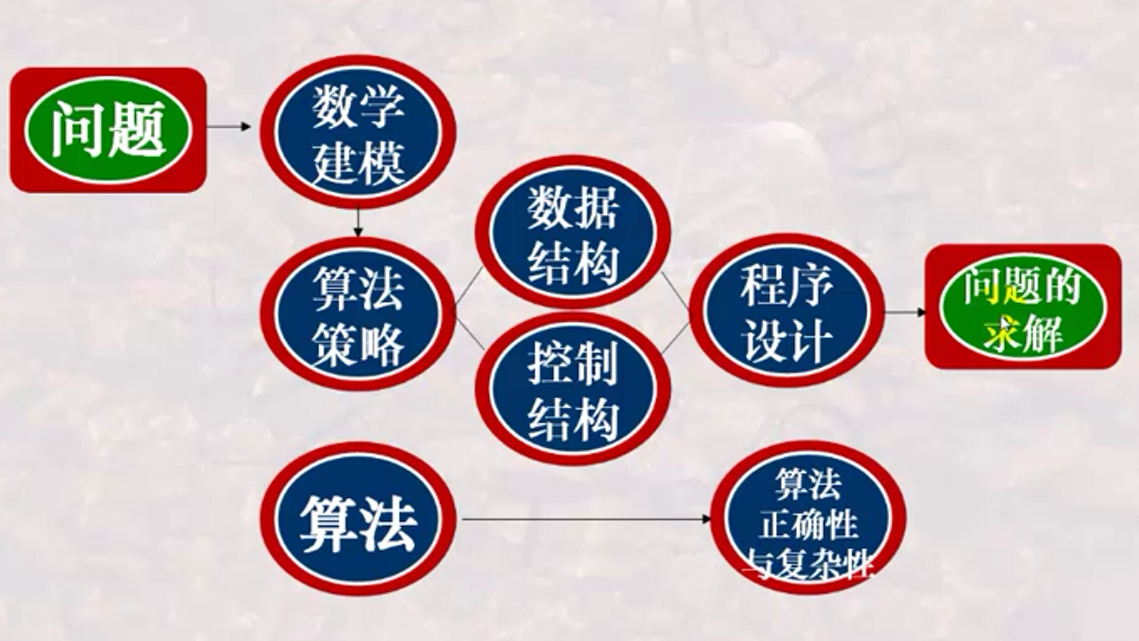 问题
数学
建模
算法
策略
数据
结构
控制
结构
程序
设计
问题的
求解
算法
算法
正确性
与复杂性